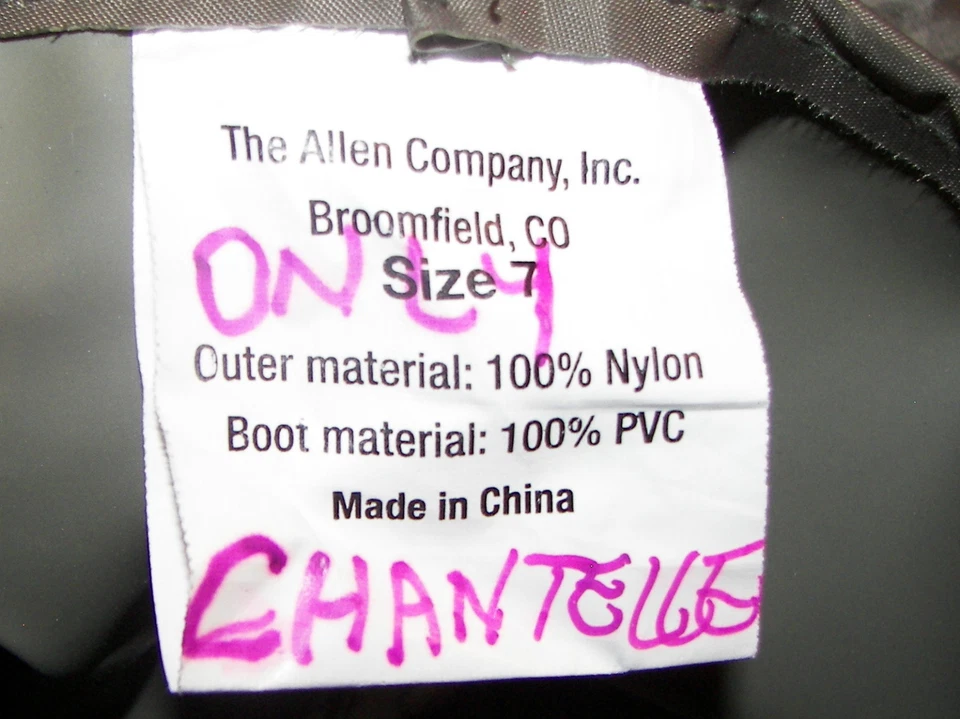 The Allen Company, Inc.
Broomfield, CO
Size 7
ONLY
Outer material: 100% Nylon
Boot material: 100% PVC
Made in China
CHANTELLE